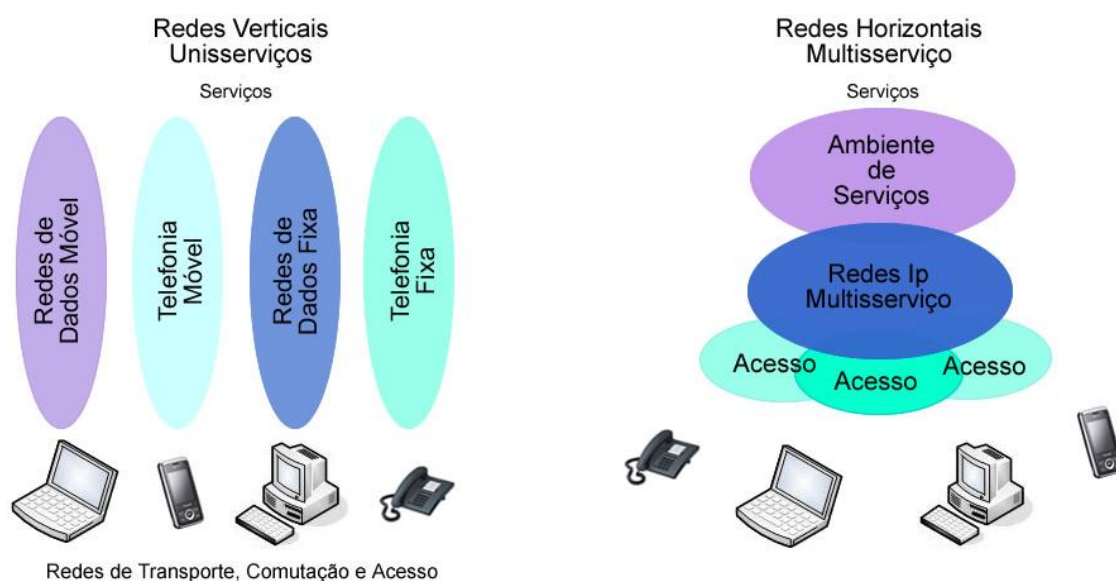 Redes Verticais
Unisserviços
Serviços
Redes de
Dados Móvel
Telefonia
Móvel
Redes de
Dados Fixa
Telefonia
Fixa
Redes de Transporte, Comutação e Acesso
Redes Horizontais
Multisserviço
Serviços
Ambiente
de
Serviços
Redes Ip
Multisserviço
Acesso
Acesso
Acesso